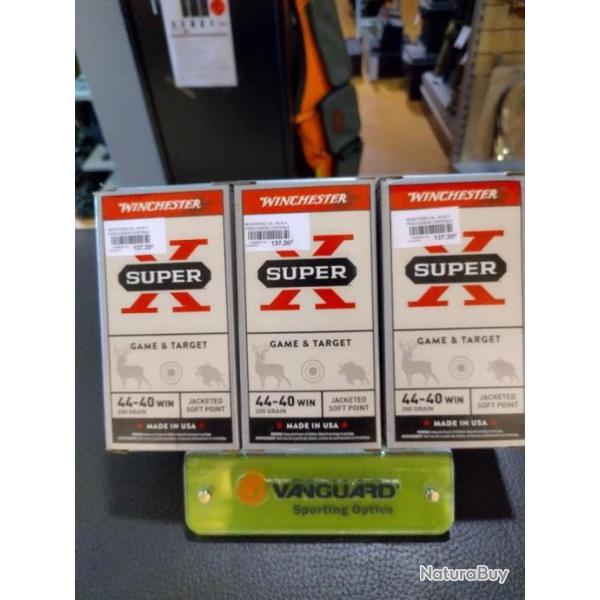 WINCHESTER
137,30€
SUPER X
GAME & TARGET
44-40 WIN
200 GRAIN
JACKETED
SOFT POINT
★ MADE IN USA ★
WINCHESTER
137,30€
SUPER X
GAME & TARGET
44-40 WIN
200 GRAIN
JACKETED
SOFT POINT
★ MADE IN USA ★
WINCHESTER
137,30€
SUPER X
GAME & TARGET
44-40 WIN
200 GRAIN
JACKETED
SOFT POINT
★ MADE IN USA ★
VANGUARD
Sporting Optics
NaturaBuy